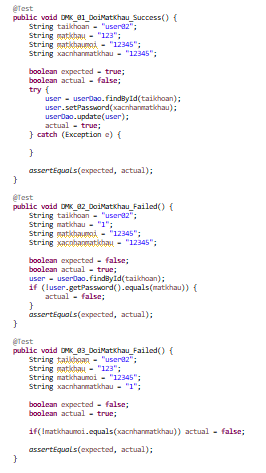 @Test
public void DMK_01_DoiMatKhau_Success() {
String taikhoan = "user02";
String matkhau = "123";
String matkhaumoi = "12345";
String xacnhanmatkhau = "12345";
boolean expected = true;
boolean actual = false;
try {
user = userDao.findById(taikhoan);
user.setPassword(xacnhanmatkhau);
userDao.update(user);
actual = true;
} catch (Exception e) {
}
assertEquals(expected, actual);
}
@Test
public void DMK_02_DoiMatKhau_Failed() {
String taikhoan = "user02";
String matkhau = "1";
String matkhaumoi = "12345";
String xacnhanmatkhau = "12345";
boolean expected = false;
boolean actual = true;
user = userDao.findById(taikhoan);
if (!user.getPassword().equals(matkhau)) {
actual = false;
}
assertEquals(expected, actual);
}
@Test
public void DMK_03_DoiMatKhau_Failed() {
String taikhoan = "user02";
String matkhau = "123";
String matkhaumoi = "12345";
String xacnhanmatkhau = "1";
boolean expected = false;
boolean actual = true;
if(!matkhaumoi.equals(xacnhanmatkhau)) actual = false;
assertEquals(expected, actual);
}